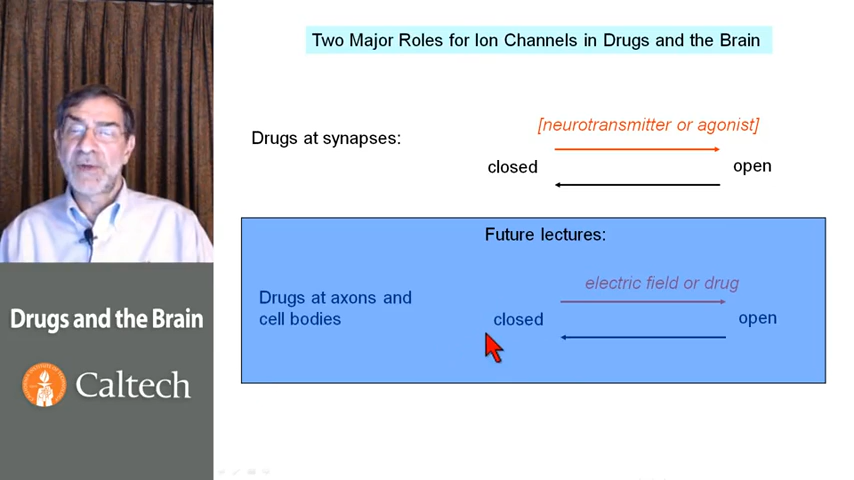 Two Major Roles for Ion Channels in Drugs and the Brain
[neurotransmitter or agonist]
Drugs at synapses:
closed
open
Future lectures:
electric field or drug
Drugs at axons and
cell bodies
closed
open
Drugs and the Brain
Caltech